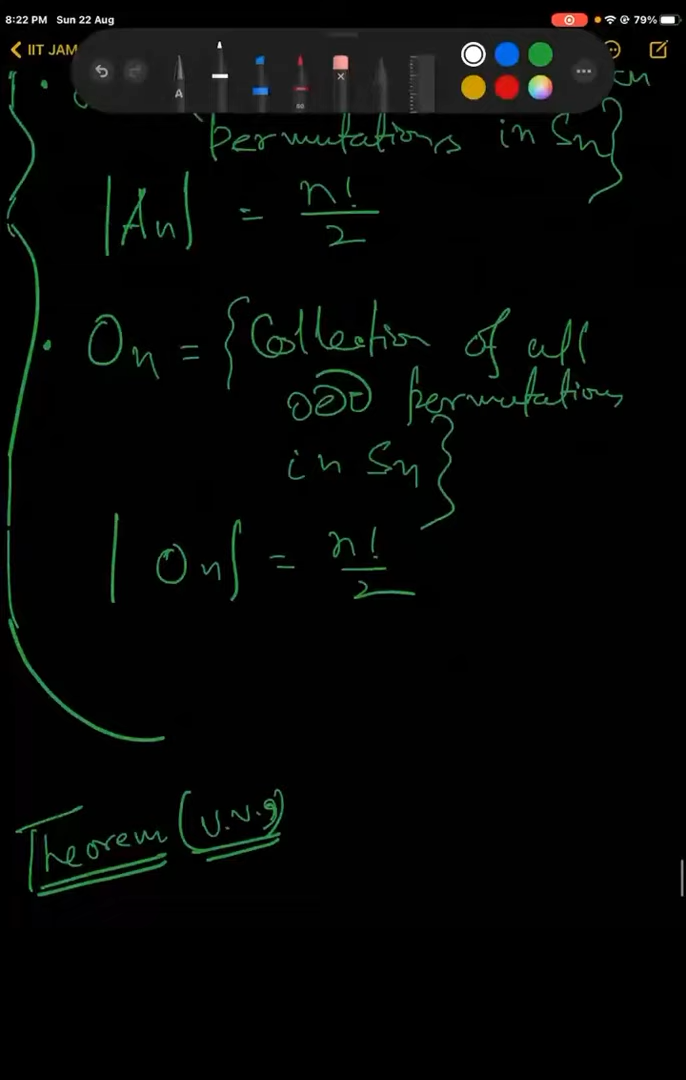 8:22 PM Sun 22 Aug 79%
IIT JAM
permutations in Sn}
|An| = n!/2
• On = {Collection of all
odd permutations
in Sn}
|On| = n!/2
Theorem (V.V.g)